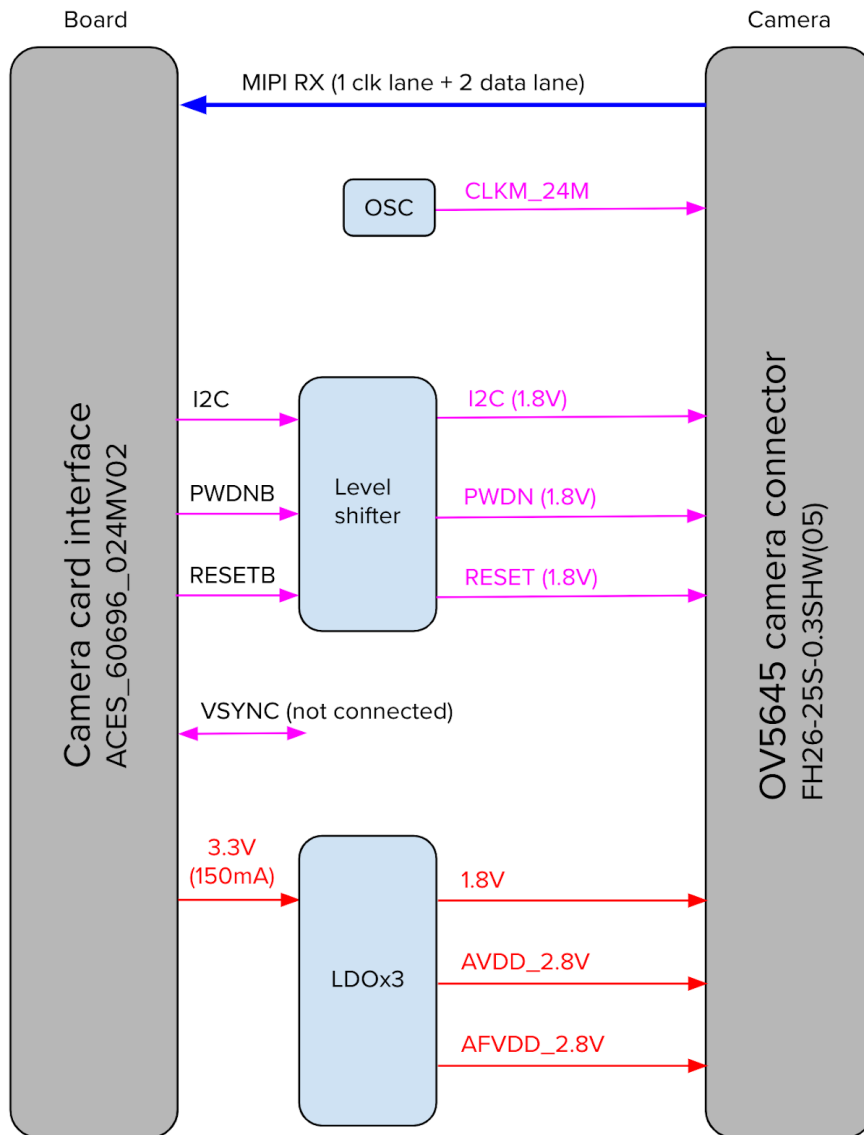 Board
Camera
MIPI RX (1 clk lane + 2 data lane)
OSC
CLKM_24M
Camera card interface
ACES_60696_024MV02
I2C
PWDNB
RESETB
Level
shifter
I2C (1.8V)
PWDN (1.8V)
RESET (1.8V)
OV5645 camera connector
FH26-25S-0.3SHW(05)
VSYNC (not connected)
3.3V
(150mA)
LDOx3
1.8V
AVDD_2.8V
AFVDD_2.8V